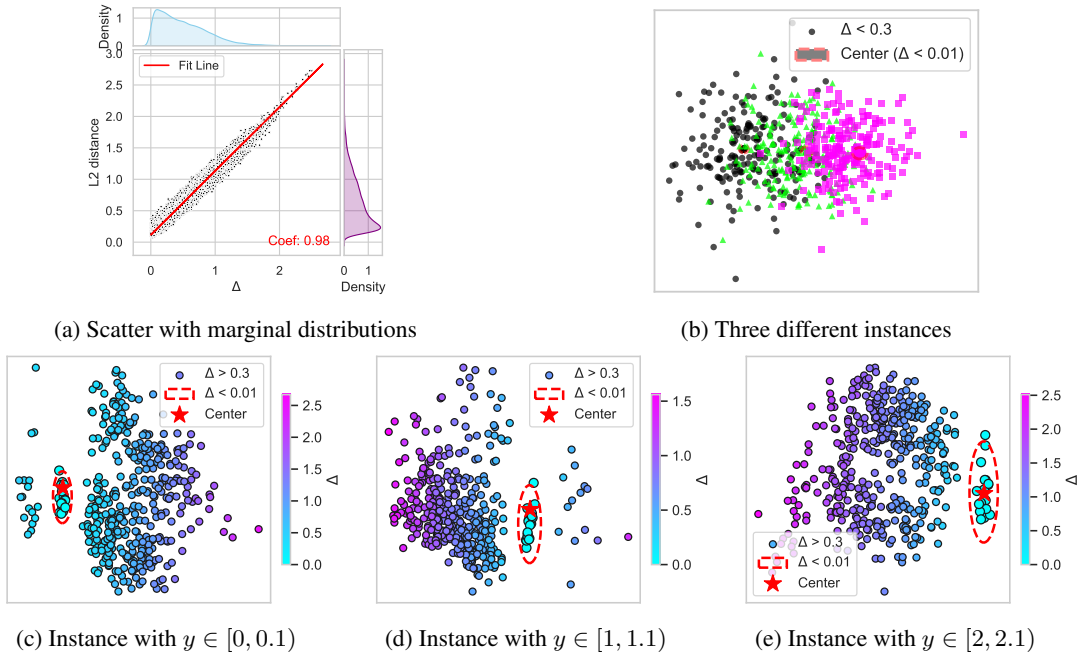 Density
1
0
3.0
2.5
2.0
1.5
1.0
0.5
0.0
L2 distance
Fit Line
Coef: 0.98
0 1 2
Δ
0 1
Density
(a) Scatter with marginal distributions
Δ < 0.3
Center (Δ < 0.01)
(b) Three different instances
Δ > 0.3
Δ < 0.01
Center
2.5
2.0
1.5
1.0
0.5
0.0
Δ
(c) Instance with y ∈ [0, 0.1)
Δ > 0.3
Δ < 0.01
Center
1.5
1.0
0.5
0.0
Δ
(d) Instance with y ∈ [1, 1.1)
Δ > 0.3
Δ < 0.01
Center
2.5
2.0
1.5
1.0
0.5
0.0
Δ
(e) Instance with y ∈ [2, 2.1)